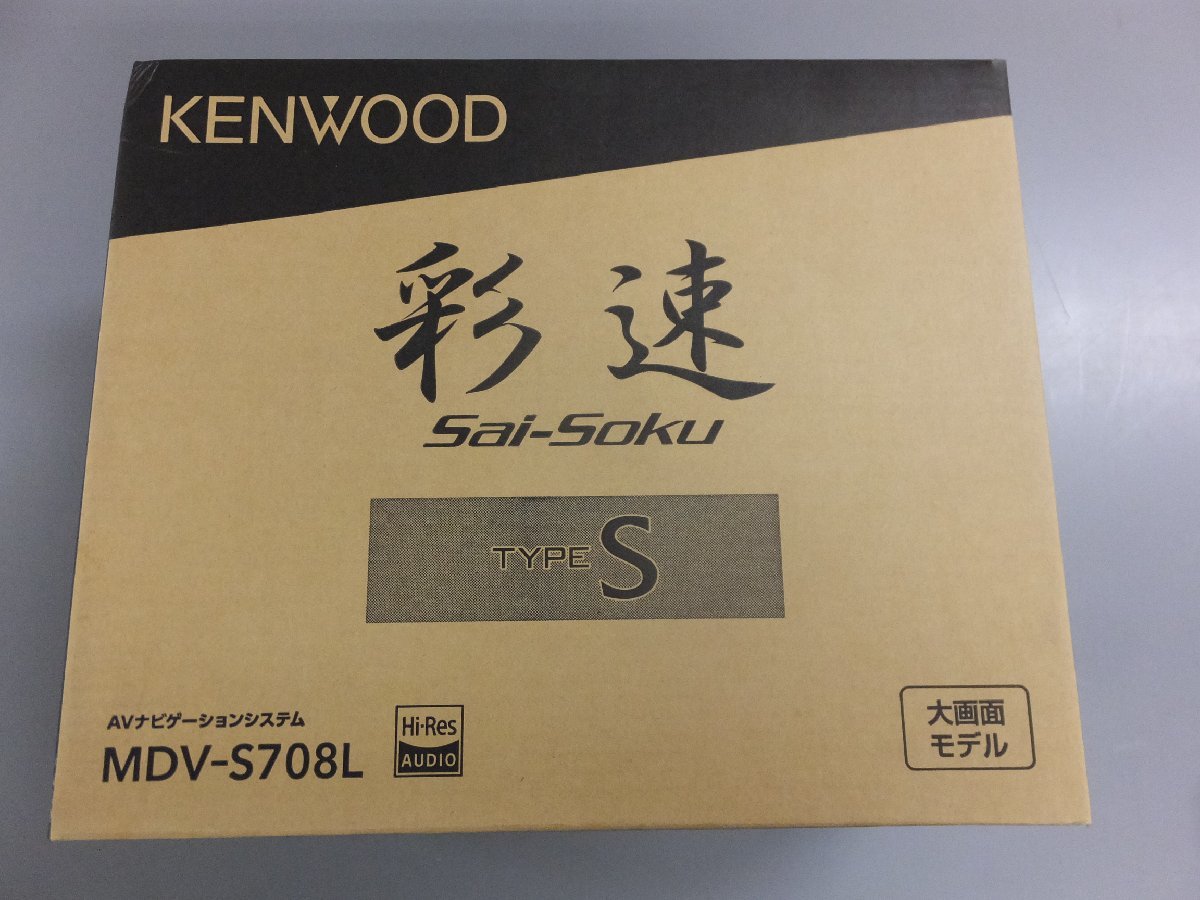 KENWOOD
彩速
Sai-Soku
TYPE S
AVナビゲーションシステム
MDV-S708L
Hi-Res
AUDIO
大画面
モデル